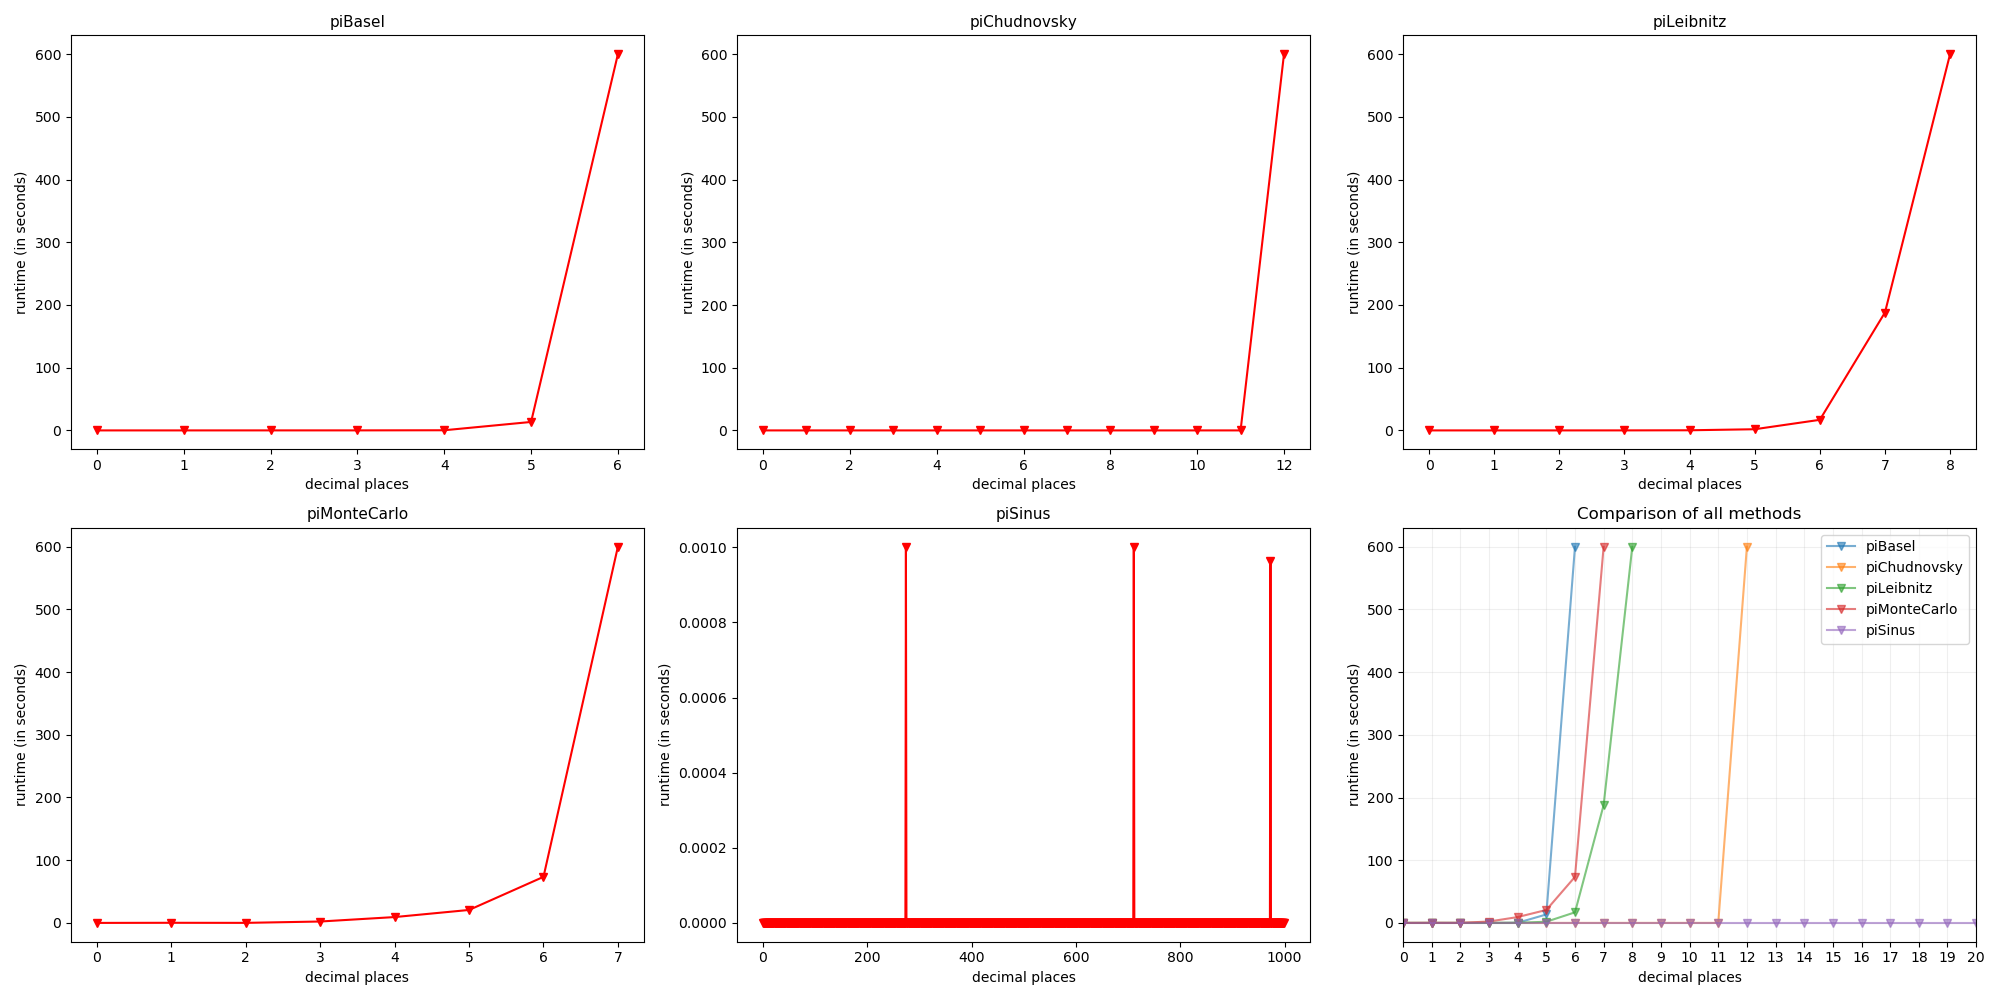 piBasel
600
500
400
300
200
100
0
runtime (in seconds)
0 1 2 3 4 5 6
decimal places
piChudnovsky
600
500
400
300
200
100
0
runtime (in seconds)
0 2 4 6 8 10 12
decimal places
piLeibnitz
600
500
400
300
200
100
0
runtime (in seconds)
0 1 2 3 4 5 6 7 8
decimal places
piMonteCarlo
600
500
400
300
200
100
0
runtime (in seconds)
0 1 2 3 4 5 6 7
decimal places
piSinus
0.0010
0.0008
0.0006
0.0004
0.0002
0.0000
runtime (in seconds)
0 200 400 600 800 1000
decimal places
Comparison of all methods
600
500
400
300
200
100
0
runtime (in seconds)
piBasel
piChudnovsky
piLeibnitz
piMonteCarlo
piSinus
0 1 2 3 4 5 6 7 8 9 10 11 12 13 14 15 16 17 18 19 20
decimal places